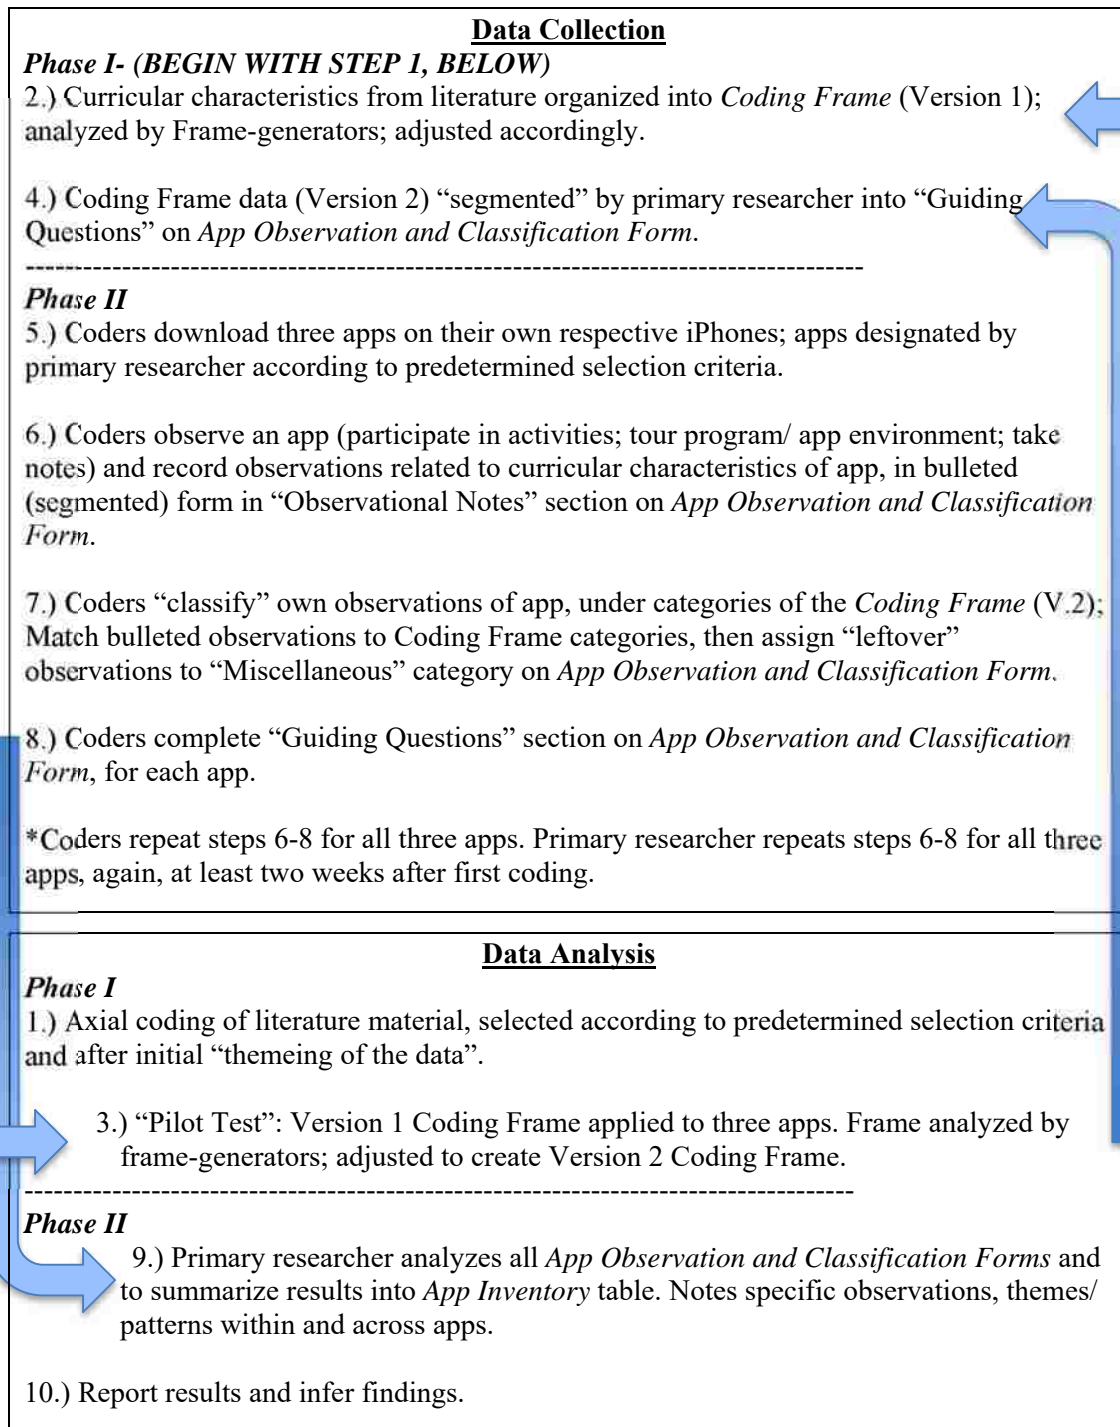 Data Collection
Phase I- (BEGIN WITH STEP 1, BELOW)
2.) Curricular characteristics from literature organized into Coding Frame (Version 1);
analyzed by Frame-generators; adjusted accordingly.
4.) Coding Frame data (Version 2) “segmented” by primary researcher into “Guiding
Questions” on App Observation and Classification Form.
--------------------------------------------------------------------------------------
Phase II
5.) Coders download three apps on their own respective iPhones; apps designated by
primary researcher according to predetermined selection criteria.
6.) Coders observe an app (participate in activities; tour program/ app environment; take
notes) and record observations related to curricular characteristics of app, in bulleted
(segmented) form in “Observational Notes” section on App Observation and Classification
Form.
7.) Coders “classify” own observations of app, under categories of the Coding Frame (V.2);
Match bulleted observations to Coding Frame categories, then assign “leftover”
observations to “Miscellaneous” category on App Observation and Classification Form.
8.) Coders complete “Guiding Questions” section on App Observation and Classification
Form, for each app.
*Coders repeat steps 6-8 for all three apps. Primary researcher repeats steps 6-8 for all three
apps, again, at least two weeks after first coding.
Data Analysis
Phase I
1.) Axial coding of literature material, selected according to predetermined selection criteria
and after initial “themeing of the data”.
3.) “Pilot Test”: Version 1 Coding Frame applied to three apps. Frame analyzed by
frame-generators; adjusted to create Version 2 Coding Frame.
-------------------------------------------------------------------------------------
Phase II
9.) Primary researcher analyzes all App Observation and Classification Forms and
to summarize results into App Inventory table. Notes specific observations, themes/
patterns within and across apps.
10.) Report results and infer findings.